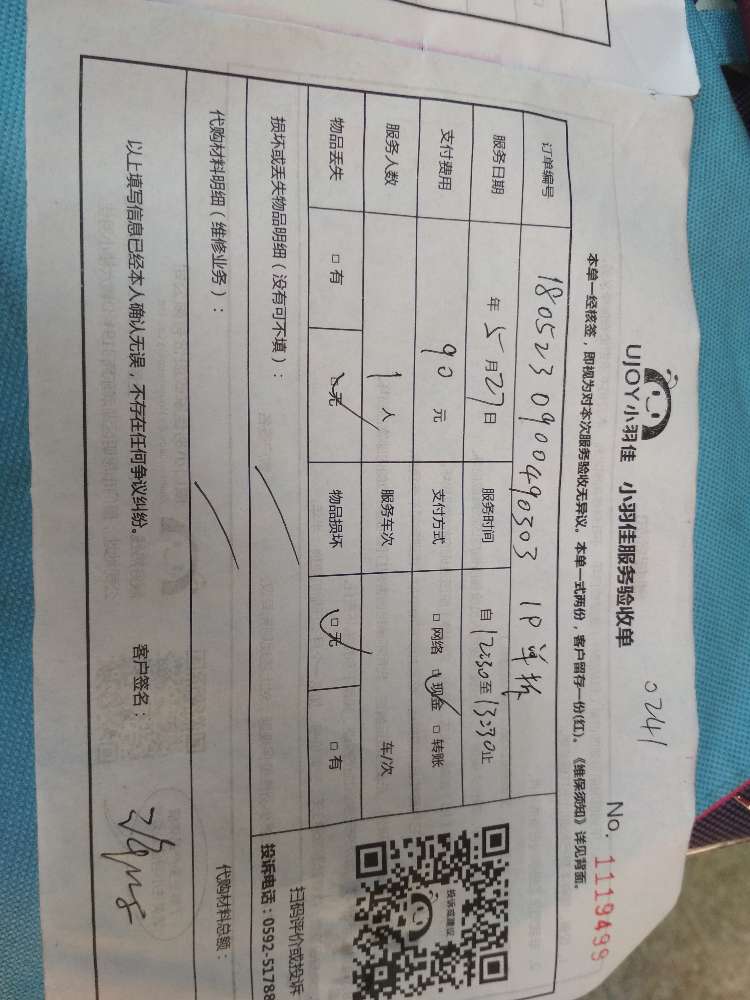 0241
UJOY小羽佳 小羽佳服务验收单
No. 1119499
本单一经核签，即视为对本次服务验收无异议。本单一式两份，客户留存一份(红)。《维保须知》详见背面。
订单编号 1805230900490303 1P单拆
服务日期 年 5 月 27 日 服务时间 自 12:30 至 13:30 止
支付费用 90 元 支付方式 □ 网络 □ 现金 □ 转账
服务人数 1 人 服务车次 车/次
物品丢失 □ 有 □ 无 物品损坏 □ 无 □ 有
损坏或丢失物品明细（没有可不填）：
代购材料明细（维修业务）：
代购材料总额：
投诉或建议
扫码评价或投诉
投诉电话：0592-51788
以上填写信息已经本人确认无误，不存在任何争议纠纷。 客户签名：